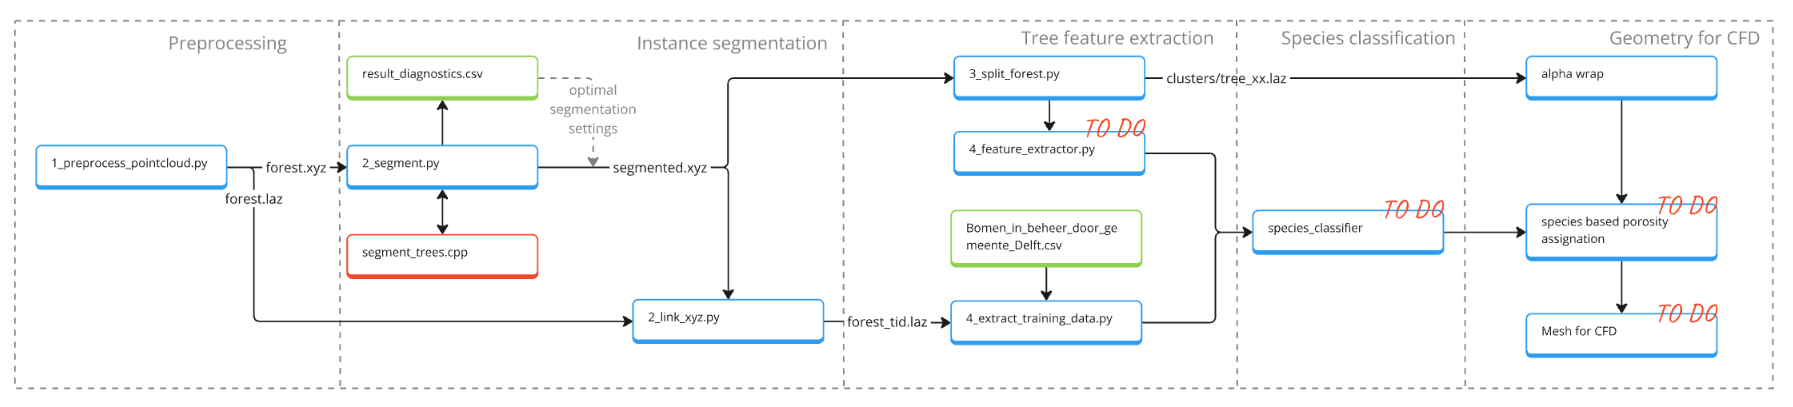 Preprocessing
1_preprocess_pointcloud.py
forest.xyz
forest.laz
Instance segmentation
result_diagnostics.csv
optimal
segmentation
settings
2_segment.py
segmented.xyz
segment_trees.cpp
2_link_xyz.py
forest_tid.laz
Tree feature extraction
3_split_forest.py
clusters/tree_xx.laz
TO DO
4_feature_extractor.py
Bomen_in_beheer_door_ge
meente_Delft.csv
4_extract_training_data.py
Species classification
TO DO
species_classifier
Geometry for CFD
alpha wrap
TO DO
species based porosity
assignation
TO DO
Mesh for CFD